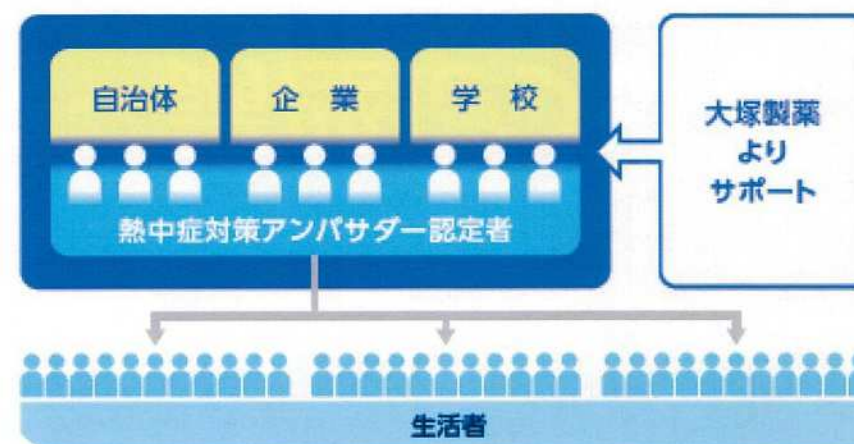 自治体
企業
学校
大塚製薬
より
サポート
熱中症対策アンバサダー認定者
生活者